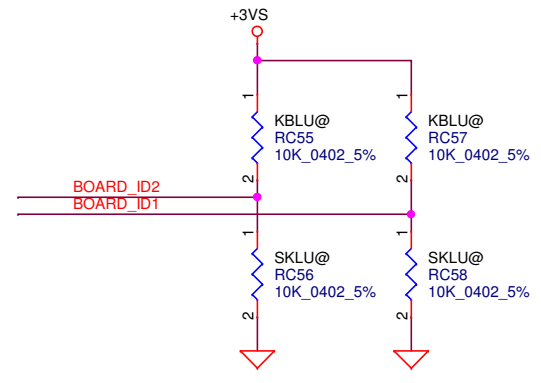 +3VS
1
1
KBLU@
RC55
10K_0402_5%
KBLU@
RC57
10K_0402_5%
2
2
BOARD_ID2
BOARD_ID1
1
1
SKLU@
RC56
10K_0402_5%
SKLU@
RC58
10K_0402_5%
2
2